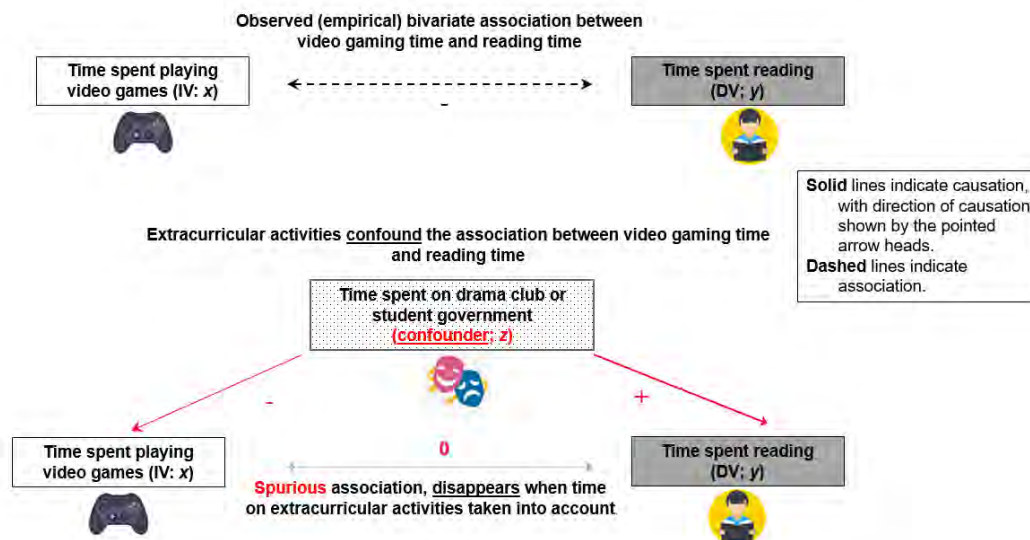 Observed (empirical) bivariate association between
video gaming time and reading time
Time spent playing
video games (IV: x)
-
Time spent reading
(DV; y)
Solid lines indicate causation,
with direction of causation
shown by the pointed
arrow heads.
Dashed lines indicate
association.
Extracurricular activities confound the association between video gaming time
and reading time
Time spent on drama club or
student government
(confounder; z)
-
+
Time spent playing
video games (IV: x)
0
Spurious association, disappears when time
on extracurricular activities taken into account
Time spent reading
(DV; y)